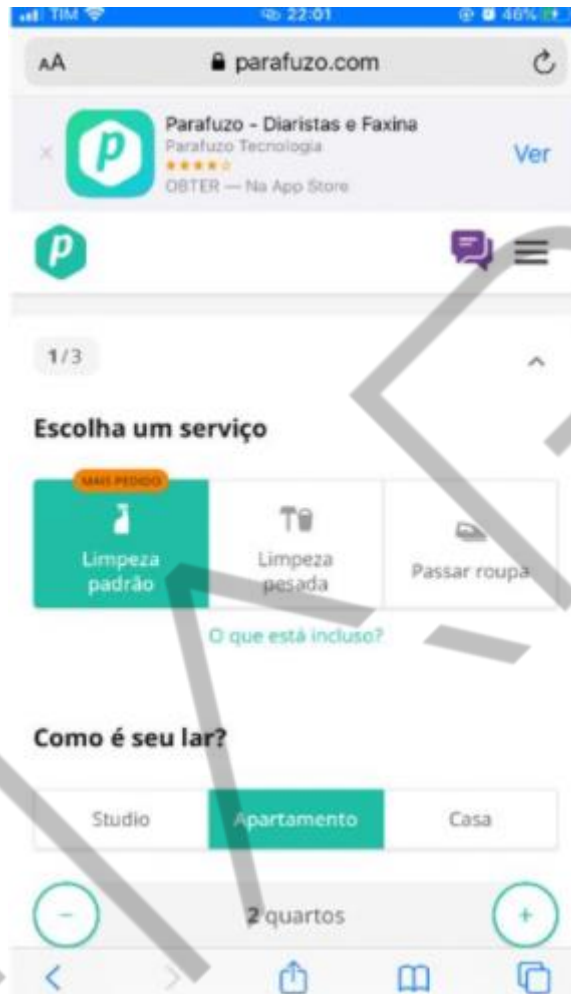 TIM 22:01 46%
AA parafuzo.com
Parafuzo - Diaristas e Faxina
Parafuzo Tecnologia
OBTER — Na App Store
Ver
p
1/3
Escolha um serviço
MAIS PEDIDO
Limpeza padrão
Limpeza pesada
Passar roupa
O que está incluso?
Como é seu lar?
Studio Apartamento Casa
- 2 quartos +